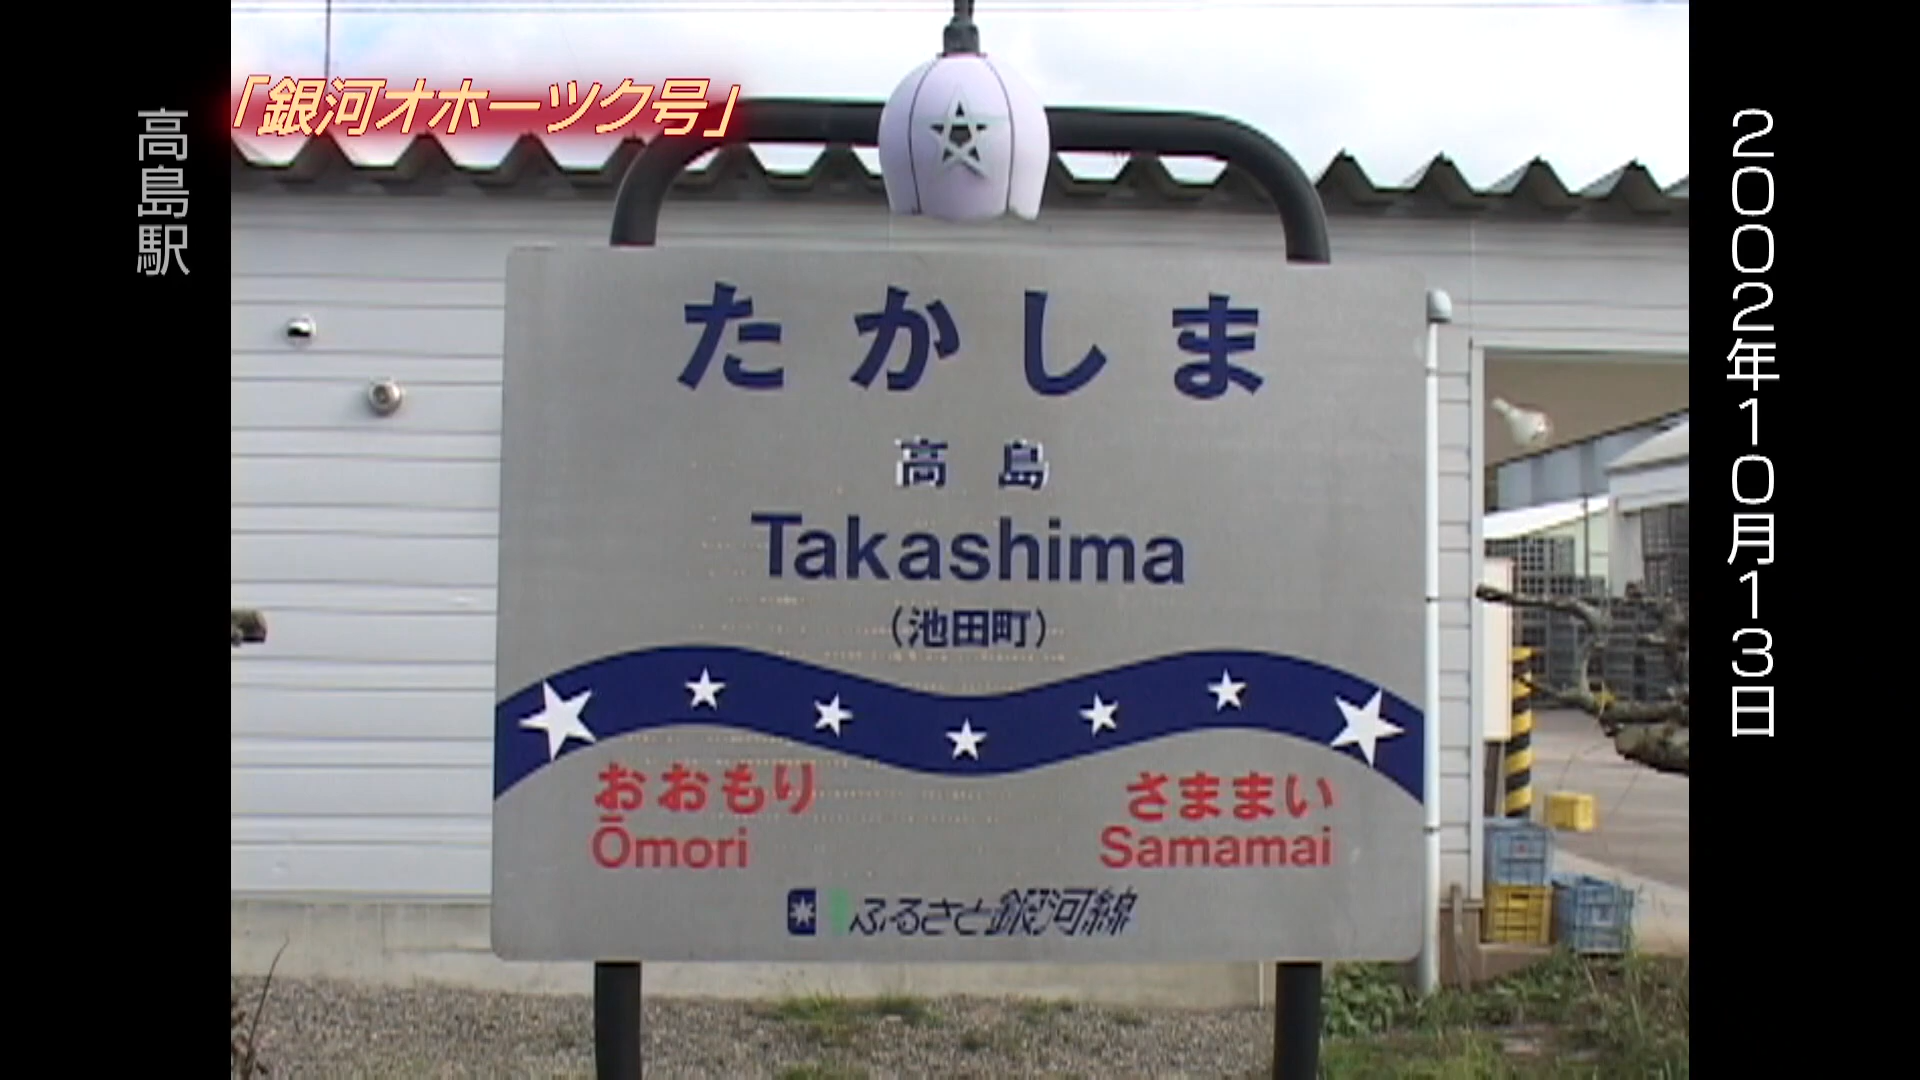 「銀河オホーツク号」
高島駅
2002年10月13日
たかしま
高島
Takashima
（池田町）
おおもり
Ōmori
さままい
Samamai
ふるさと銀河線